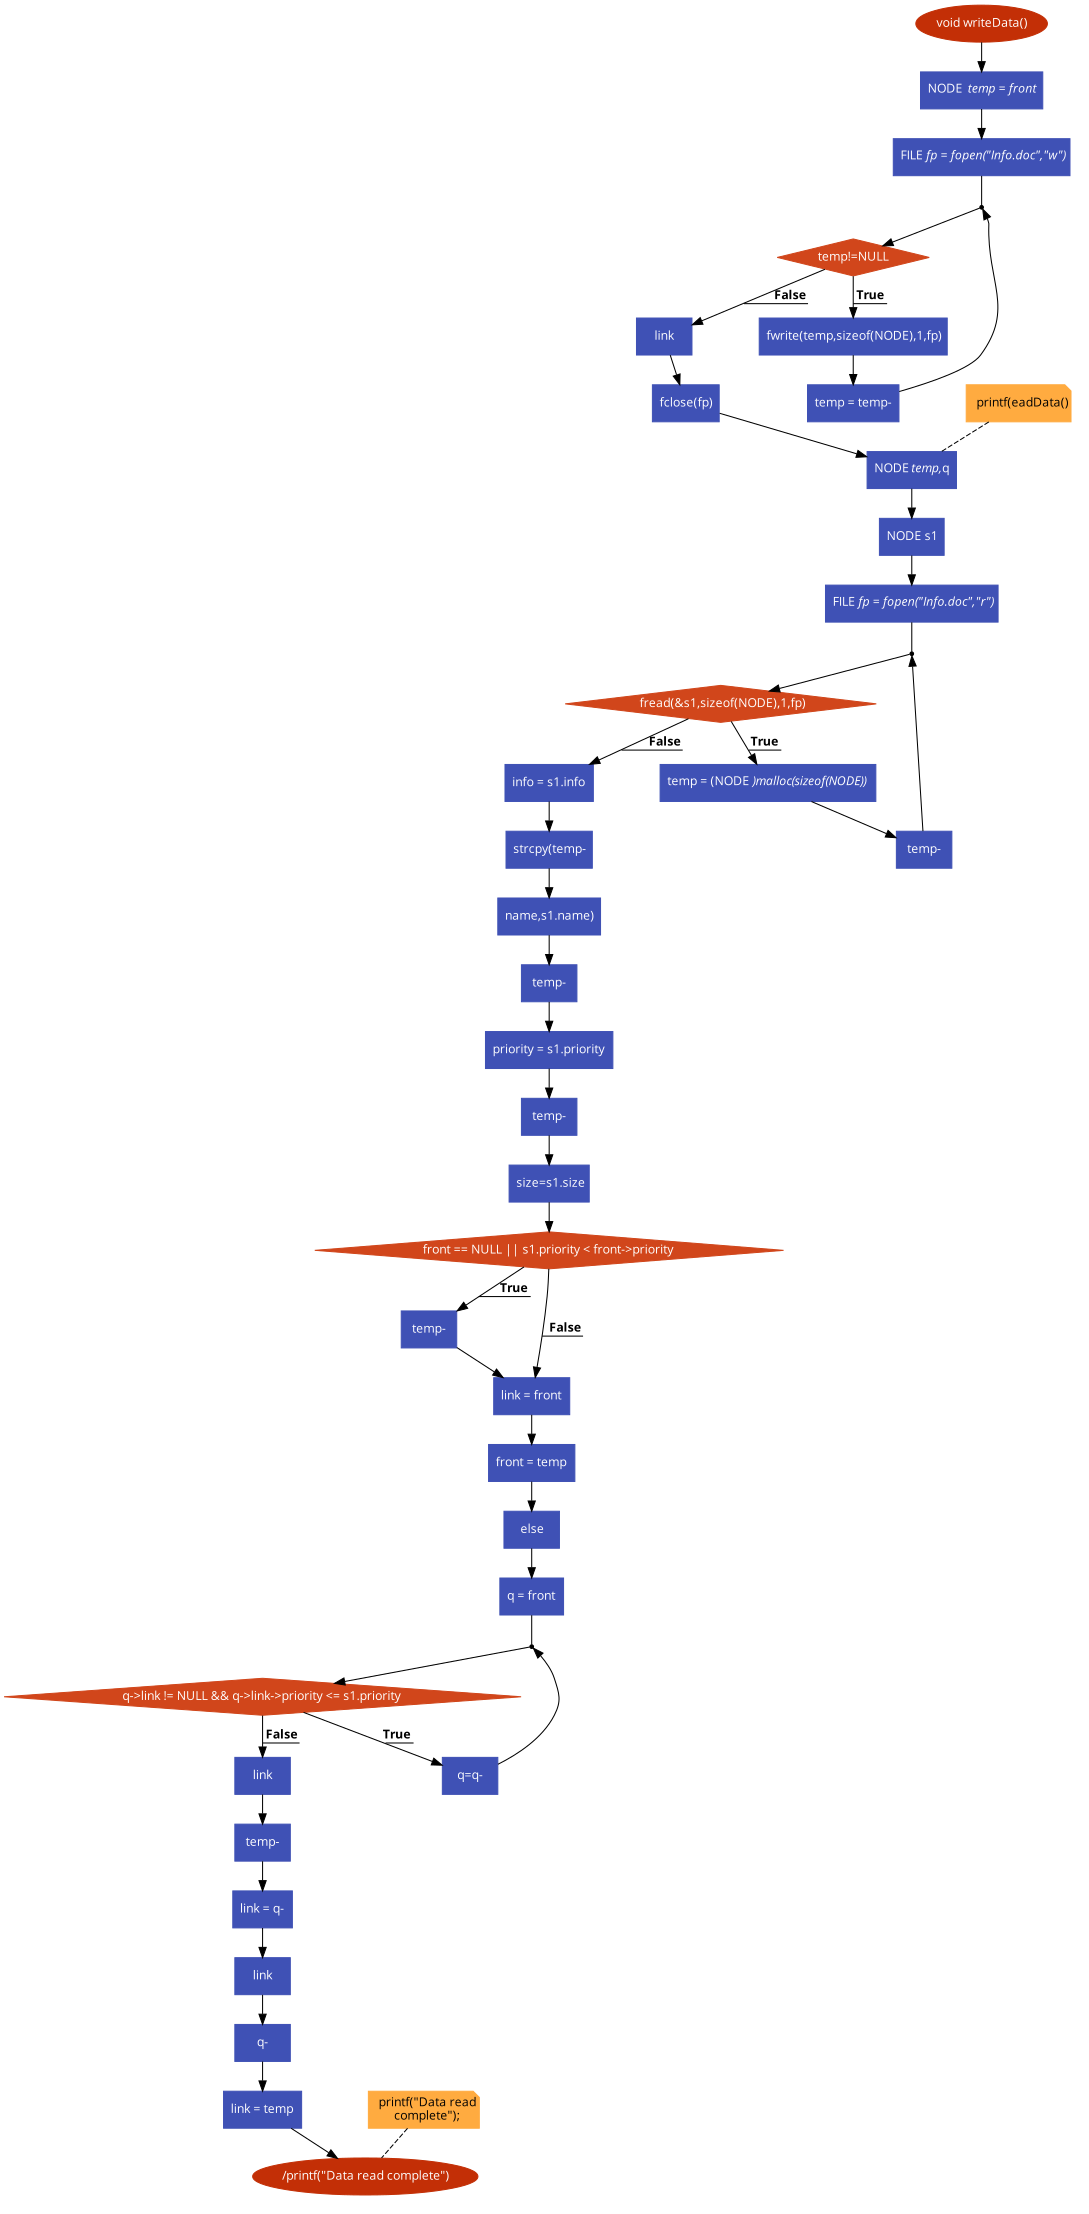 void writeData()
NODE temp = front
FILE fp = fopen("Info.doc","w")
temp!=NULL
False
True
link
fwrite(temp,sizeof(NODE),1,fp)
fclose(fp)
temp = temp-
printf(eadData()
NODE temp,q
NODE s1
FILE fp = fopen("Info.doc","r")
fread(&s1,sizeof(NODE),1,fp)
False
True
info = s1.info
temp = (NODE )malloc(sizeof(NODE))
strcpy(temp-
temp-
name,s1.name)
temp-
priority = s1.priority
temp-
size=s1.size
front == NULL || s1.priority < front->priority
True
temp-
False
link = front
front = temp
else
q = front
q->link != NULL && q->link->priority <= s1.priority
False
True
link
q=q-
temp-
link = q-
link
q-
link = temp
printf("Data read
complete");
/printf("Data read complete")